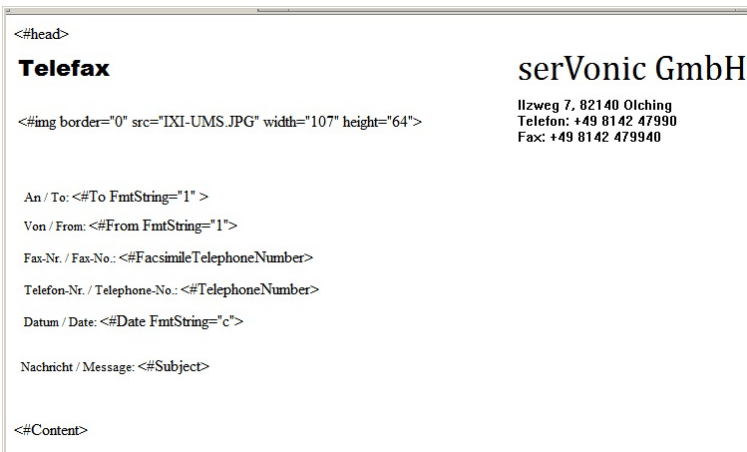 <#head>
Telefax
serVonic GmbH
Ilzweg 7, 82140 Olching
Telefon: +49 8142 47990
Fax: +49 8142 479940
<#img border="0" src="IXI-UMS.JPG" width="107" height="64">
An / To: <#To FmtString="1" >
Von / From: <#From FmtString="1">
Fax-Nr. / Fax-No.: <#FacsimileTelephoneNumber>
Telefon-Nr. / Telephone-No.: <#TelephoneNumber>
Datum / Date: <#Date FmtString="c">
Nachricht / Message: <#Subject>
<#Content>